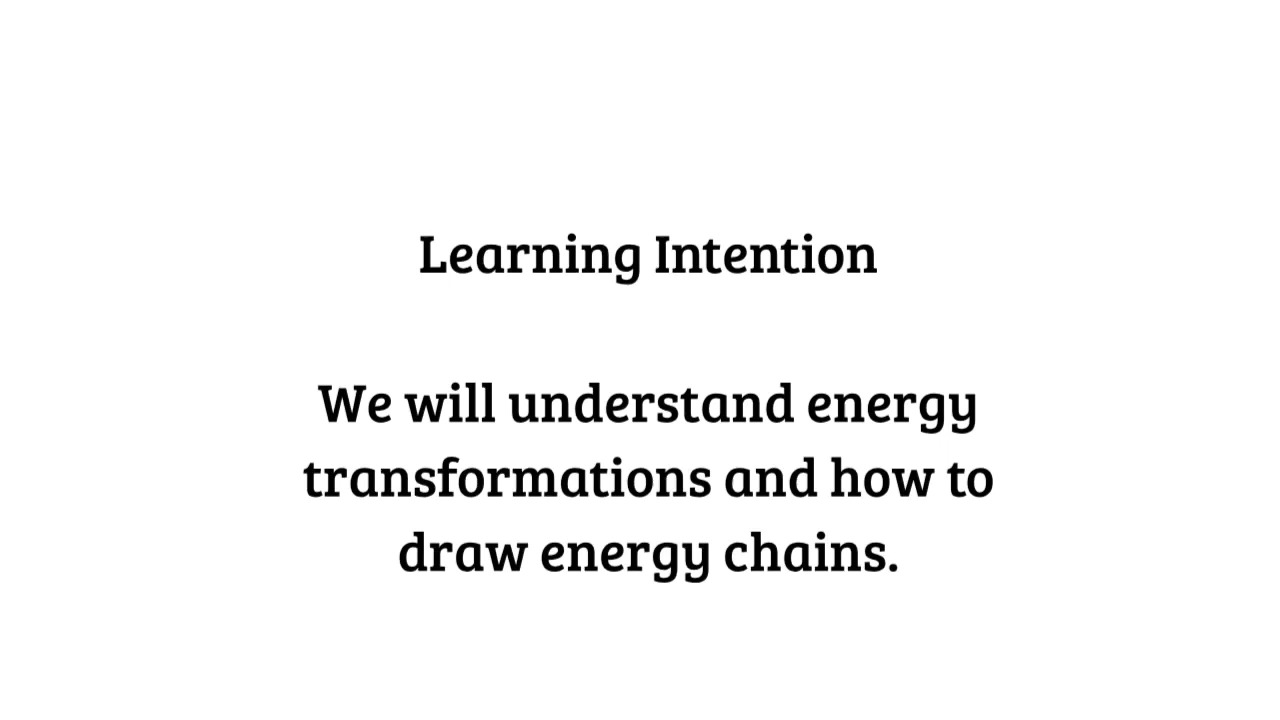 Learning Intention
We will understand energy
transformations and how to
draw energy chains.